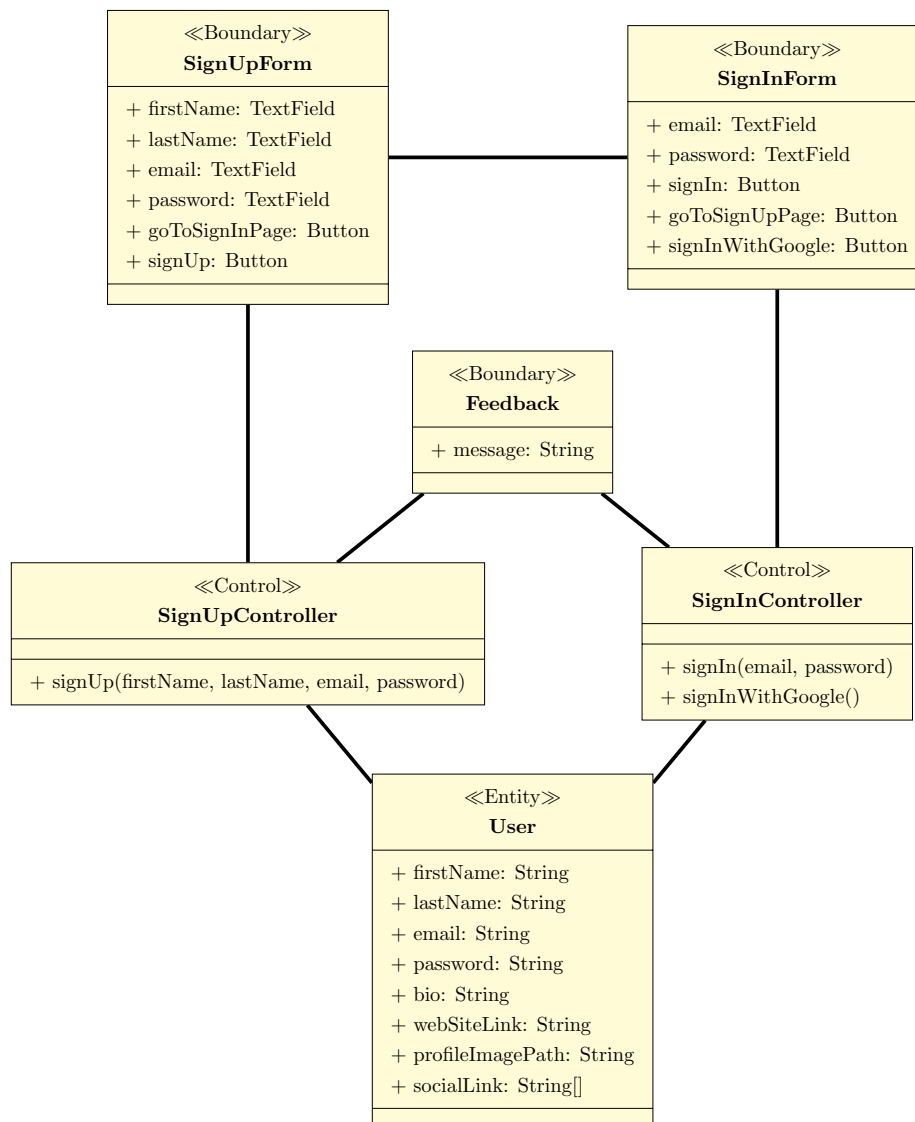 ≪Boundary≫
SignUpForm
+ firstName: TextField
+ lastName: TextField
+ email: TextField
+ password: TextField
+ goToSignInPage: Button
+ signUp: Button
≪Boundary≫
SignInForm
+ email: TextField
+ password: TextField
+ signIn: Button
+ goToSignUpPage: Button
+ signInWithGoogle: Button
≪Boundary≫
Feedback
+ message: String
≪Control≫
SignUpController
+ signUp(firstName, lastName, email, password)
≪Control≫
SignInController
+ signIn(email, password)
+ signInWithGoogle()
≪Entity≫
User
+ firstName: String
+ lastName: String
+ email: String
+ password: String
+ bio: String
+ webSiteLink: String
+ profileImagePath: String
+ socialLink: String[]